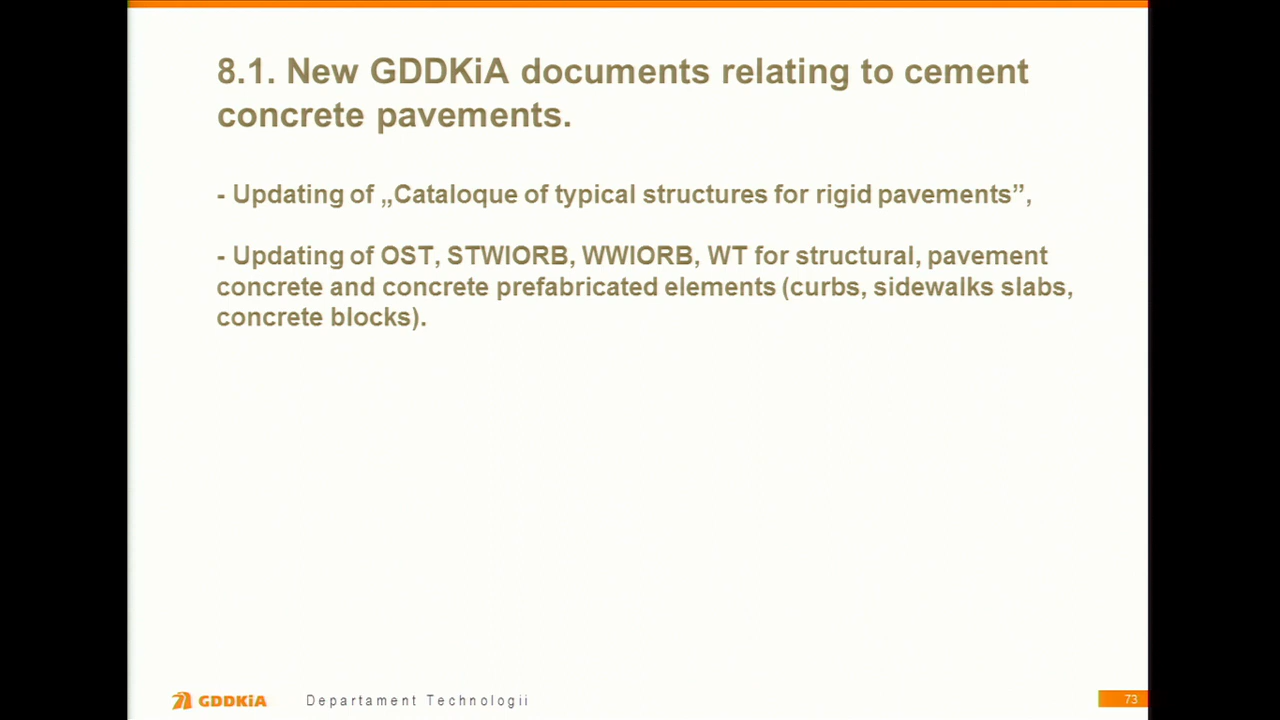 8.1. New GDDKiA documents relating to cement
concrete pavements.
- Updating of „Cataloque of typical structures for rigid pavements”,
- Updating of OST, STWIORB, WWIORB, WT for structural, pavement
concrete and concrete prefabricated elements (curbs, sidewalks slabs,
concrete blocks).
GDDKiA Departament Technologii 73